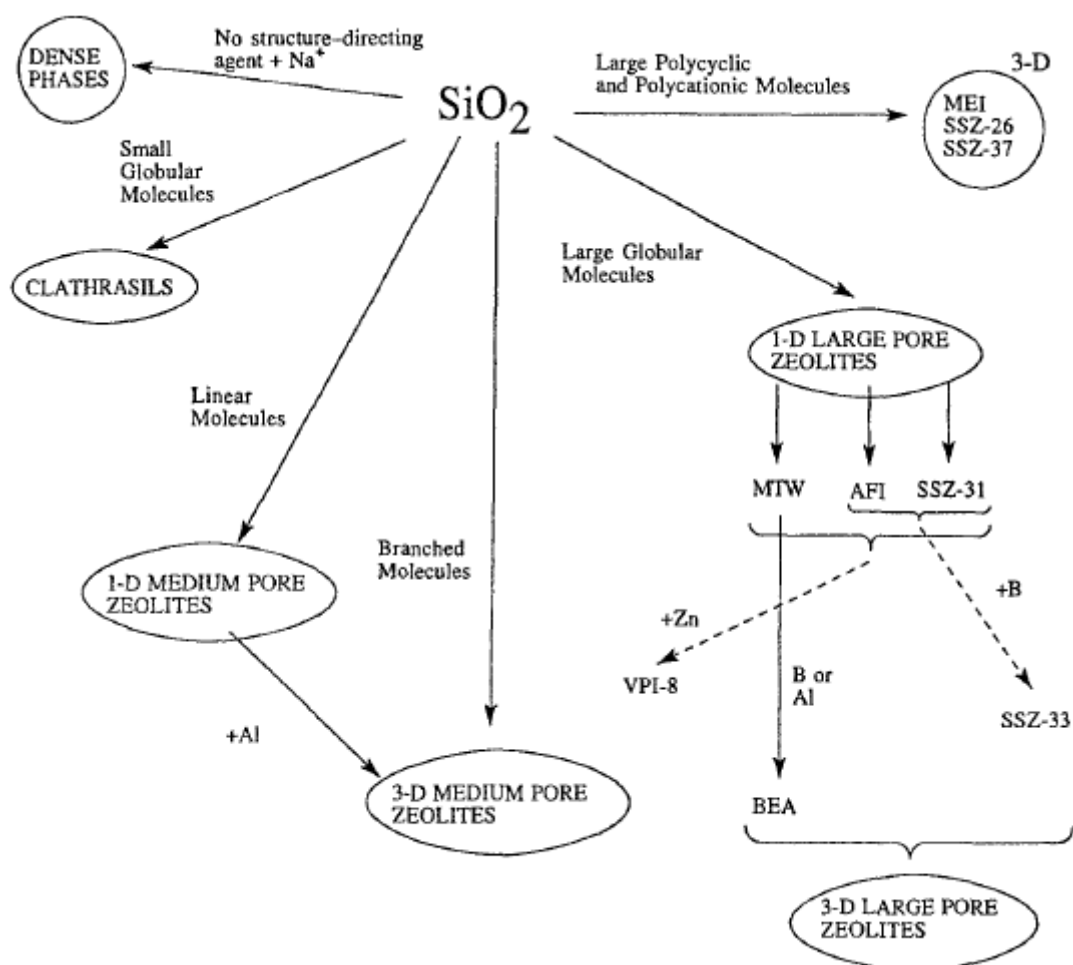 DENSE
PHASES
No structure-directing
agent + Na+
SiO2
Large Polycyclic
and Polycationic Molecules
3-D
MEI
SSZ-26
SSZ-37
Small
Globular
Molecules
CLATHRASILS
Large Globular
Molecules
1-D LARGE PORE
ZEOLITES
Linear
Molecules
MTW
AFI
SSZ-31
Branched
Molecules
1-D MEDIUM PORE
ZEOLITES
+Zn
+B
VPI-8
B or
Al
SSZ-33
+Al
3-D MEDIUM PORE
ZEOLITES
BEA
3-D LARGE PORE
ZEOLITES